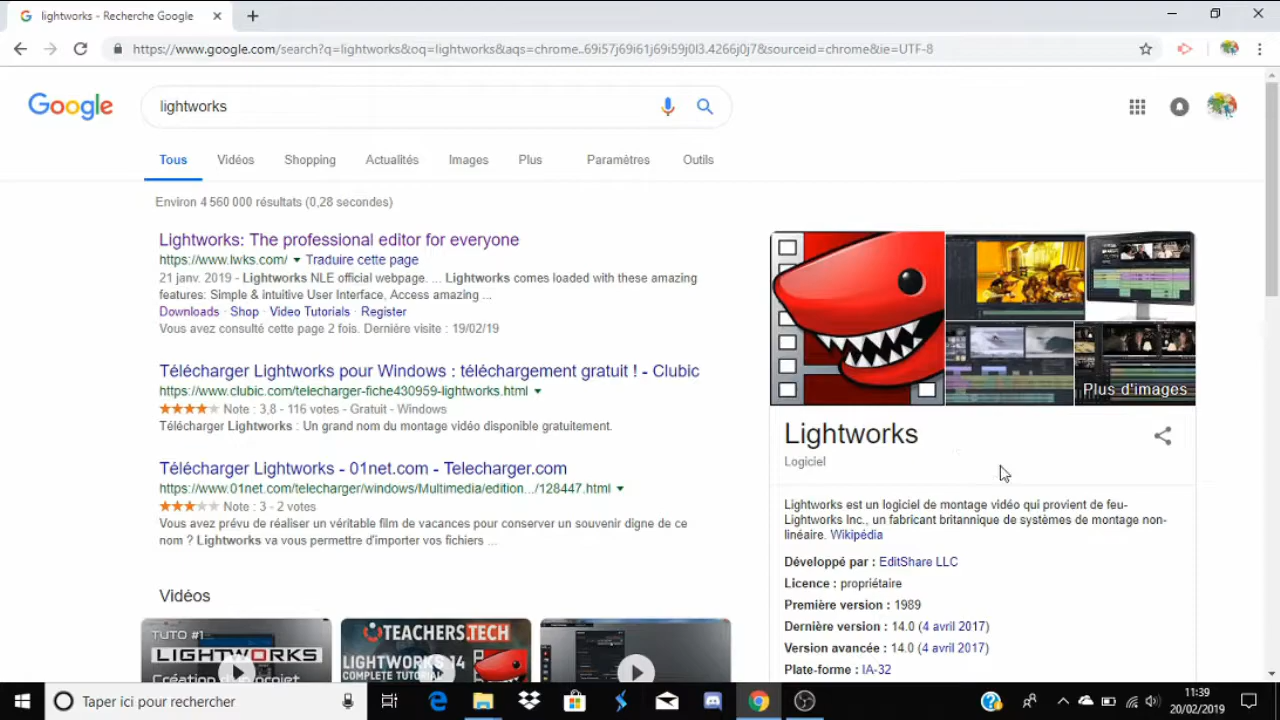 lightworks - Recherche Google
https://www.google.com/search?q=lightworks&oq=lightworks&aqs=chrome..69i57j69i61j69i59j0l3.4266j0j7&sourceid=chrome&ie=UTF-8
Google
lightworks
Tous Vidéos Shopping Actualités Images Plus Paramètres Outils
Environ 4 560 000 résultats (0,28 secondes)
Lightworks: The professional editor for everyone
https://www.lwks.com/ Traduire cette page
21 janv. 2019 - Lightworks NLE official webpage. ... Lightworks comes loaded with these amazing
features: Simple & intuitive User Interface, Access amazing ...
Downloads · Shop · Video Tutorials · Register
Vous avez consulté cette page 2 fois. Dernière visite : 19/02/19
Télécharger Lightworks pour Windows : téléchargement gratuit ! - Clubic
https://www.clubic.com/telecharger-fiche430959-lightworks.html
Note : 3,8 - 116 votes - Gratuit - Windows
Télécharger Lightworks : Un grand nom du montage vidéo disponible gratuitement.
Télécharger Lightworks - 01net.com - Telecharger.com
https://www.01net.com/telecharger/windows/Multimedia/edition.../128447.html
Note : 3 - 2 votes
Vous avez prévu de réaliser un véritable film de vacances pour conserver un souvenir digne de ce
nom ? Lightworks va vous permettre d'importer vos fichiers ...
Vidéos
TUTO #1
LIGHTWORKS
Création d'un projet
TEACHERS.TECH
LIGHTWORKS 14
COMPLETE TUTORIAL
Plus d'images
Lightworks
Logiciel
Lightworks est un logiciel de montage vidéo qui provient de feu-
Lightworks Inc., un fabricant britannique de systèmes de montage non-
linéaire. Wikipédia
Développé par : EditShare LLC
Licence : propriétaire
Première version : 1989
Dernière version : 14.0 (4 avril 2017)
Version avancée : 14.0 (4 avril 2017)
Plate-forme : IA-32
Taper ici pour rechercher
11:39
20/02/2019